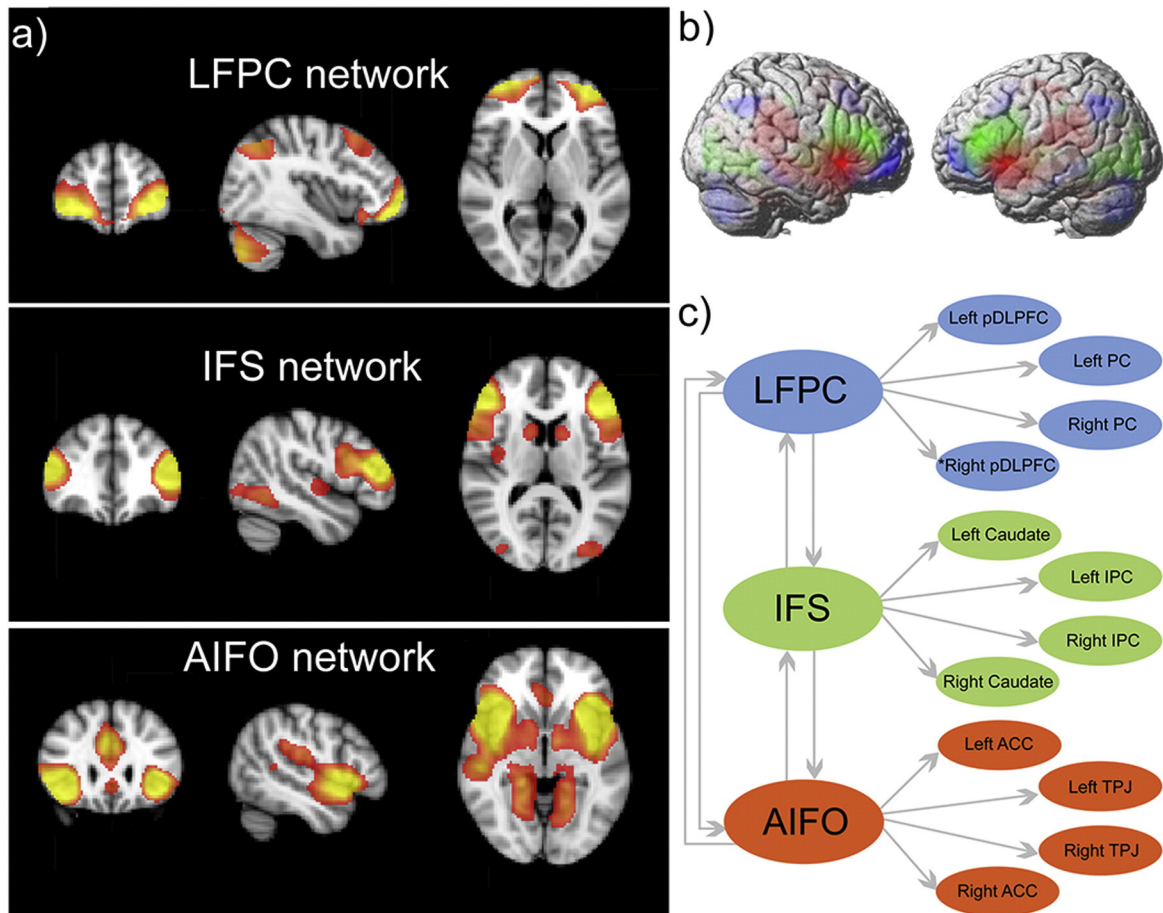 a)
LFPC network
IFS network
AIFO network
b)
c)
LFPC
Left pDLPFC
Left PC
Right PC
*Right pDLPFC
IFS
Left Caudate
Left IPC
Right IPC
Right Caudate
AIFO
Left ACC
Left TPJ
Right TPJ
Right ACC